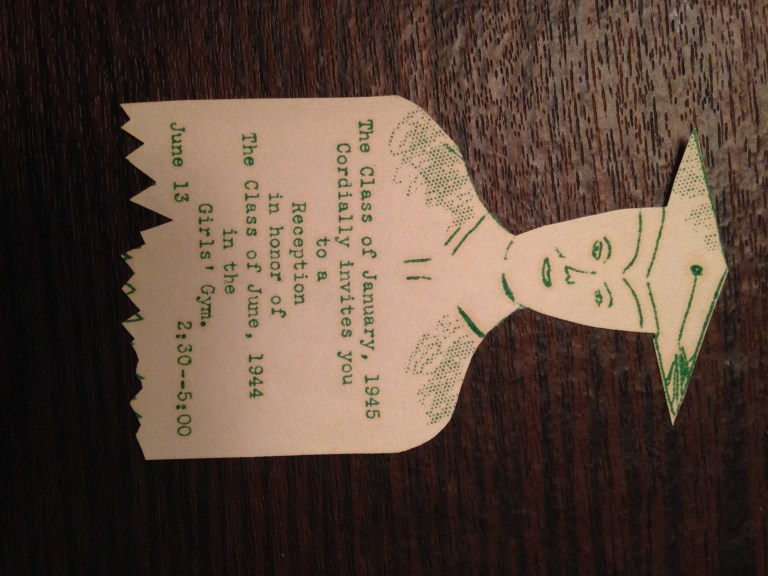 The Class of January, 1945
Cordially invites you
to a
Reception
in honor of
The Class of June, 1944
in the
Girls' Gym.
June 13 2:30--5:00